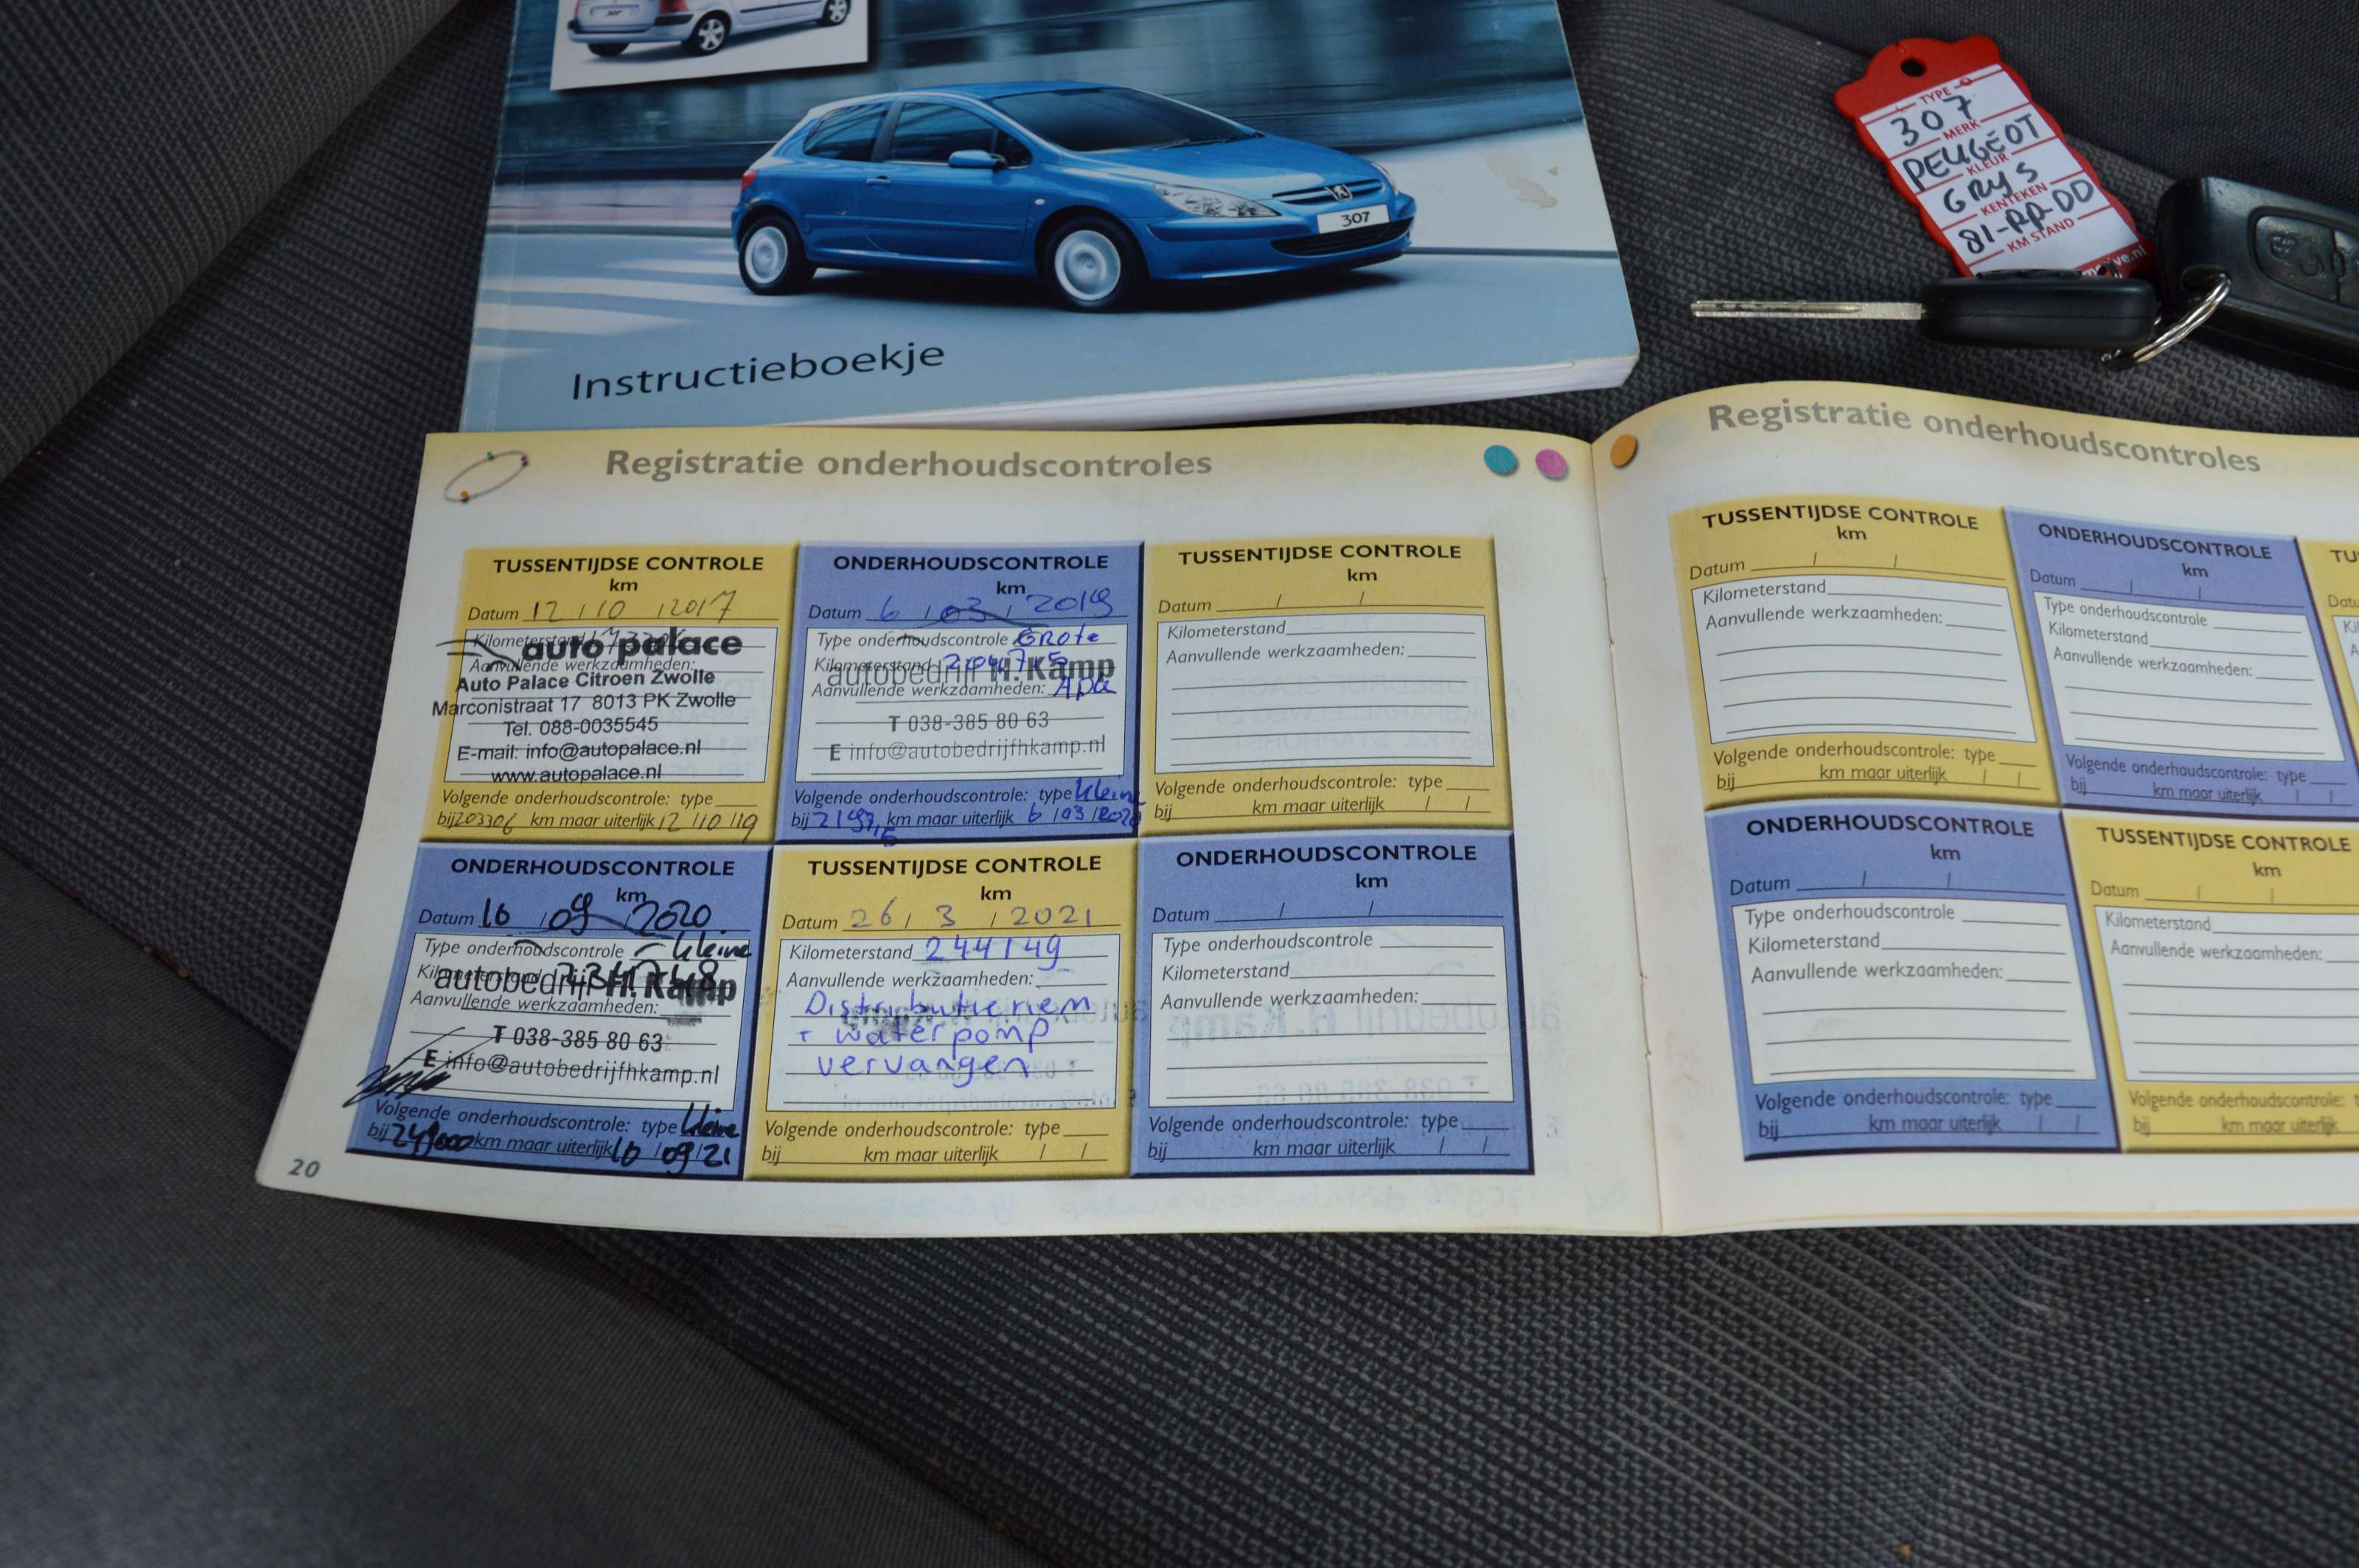 307
307
Instructieboekje
TYPE
307
MERK
PEUGEOT
KLEUR
GRYS
KENTEKEN
81-RR-DD
KM STAND
Registratie onderhoudscontroles
TUSSENTIJDSE CONTROLE
km
Datum 12 / 10 / 2017
Kilometerstand
auto palace
Aanvullende werkzaamheden:
Auto Palace Citroen Zwolle
Marconistraat 17 8013 PK Zwolle
Tel. 088-0035545
E-mail: info@autopalace.nl
www.autopalace.nl
Volgende onderhoudscontrole: type
bij 203306 km maar uiterlijk 12 / 10 / 19
ONDERHOUDSCONTROLE
km
Datum 6 / 03 / 2019
Type onderhoudscontrole Grote
Kilometerstand
autobedrijf H. Kamp
Aanvullende werkzaamheden: APK
T 038-385 80 63
E info@autobedrijfhkamp.nl
Volgende onderhoudscontrole: type kleine
bij km maar uiterlijk 6 / 03 / 2020
TUSSENTIJDSE CONTROLE
km
Datum / /
Kilometerstand
Aanvullende werkzaamheden:
Volgende onderhoudscontrole: type
bij km maar uiterlijk / /
ONDERHOUDSCONTROLE
km
Datum 16 / 09 / 2020
Type onderhoudscontrole kleine
Kilometerstand
autobedrijf H. Kamp
Aanvullende werkzaamheden:
T 038-385 80 63
E info@autobedrijfhkamp.nl
Volgende onderhoudscontrole: type kleine
bij 249000 km maar uiterlijk 16 / 09 / 21
TUSSENTIJDSE CONTROLE
km
Datum 26 / 3 / 2021
Kilometerstand 244149
Aanvullende werkzaamheden:
Distributieriem
+ waterpomp
vervangen
Volgende onderhoudscontrole: type
bij km maar uiterlijk / /
ONDERHOUDSCONTROLE
km
Datum / /
Type onderhoudscontrole
Kilometerstand
Aanvullende werkzaamheden:
Volgende onderhoudscontrole: type
bij km maar uiterlijk / /
20
Registratie onderhoudscontroles
TUSSENTIJDSE CONTROLE
km
Datum / /
Kilometerstand
Aanvullende werkzaamheden:
Volgende onderhoudscontrole: type
bij km maar uiterlijk / /
ONDERHOUDSCONTROLE
km
Datum / /
Type onderhoudscontrole
Kilometerstand
Aanvullende werkzaamheden:
Volgende onderhoudscontrole: type
bij km maar uiterlijk / /
ONDERHOUDSCONTROLE
km
Datum / /
Type onderhoudscontrole
Kilometerstand
Aanvullende werkzaamheden:
Volgende onderhoudscontrole: type
bij km maar uiterlijk / /
TUSSENTIJDSE CONTROLE
km
Datum / /
Kilometerstand
Aanvullende werkzaamheden:
Volgende onderhoudscontrole:
bij km maar uiterlijk